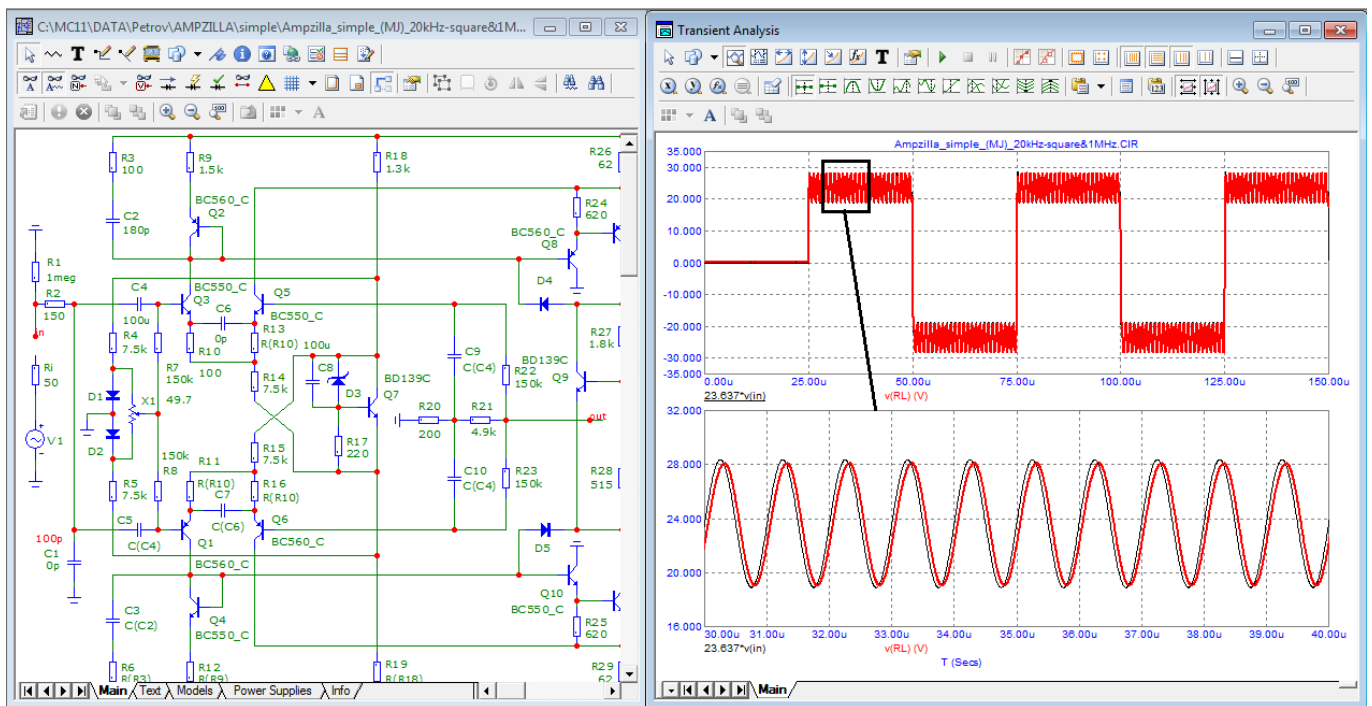 C:\MC11\DATA\Petrov\AMPZILLA\simple\Ampzilla_simple_(MJ)_20kHz-square&1M...
R3
100
R9
1.5k
R18
1.3k
R26
62
BC560_C
Q2
C2
180p
R24
620
BC560_C
Q8
R1
1meg
R2
150
C4
100u
BC550_C
Q3
C6
0p
Q5
BC550_C
D4
in
R4
7.5k
R7
150k
49.7
R10
100
R13
R(R10)
100u
C8
R14
7.5k
D3
BD139C
Q7
C9
C(C4)
R22
150k
R27
1.8k
BD139C
Q9
Ri
50
D1
X1
D2
V1
R20
200
R21
4.9k
out
R17
220
R15
7.5k
150k
R8
R11
R(R10)
R16
R(R10)
C7
C(C6)
R5
7.5k
C10
C(C4)
R23
150k
R28
515
C5
C(C4)
Q1
BC560_C
Q6
BC560_C
D5
100p
C1
0p
C3
C(C2)
Q4
BC550_C
Q10
BC550_C
R25
620
R6
R(R3)
R12
R(R9)
R19
R(R18)
R29
62
Main Text Models Power Supplies Info
Transient Analysis
Ampzilla_simple_(MJ)_20kHz-square&1MHz.CIR
35.000
30.000
20.000
10.000
0.000
-10.000
-20.000
-30.000
-35.000
0.00u 25.00u 50.00u 75.00u 100.00u 125.00u 150.00u
23.637*v(in) v(RL) (V)
32.000
28.000
24.000
20.000
16.000
30.00u 31.00u 32.00u 33.00u 34.00u 35.00u 36.00u 37.00u 38.00u 39.00u 40.00u
23.637*v(in) v(RL) (V)
T (Secs)
Main